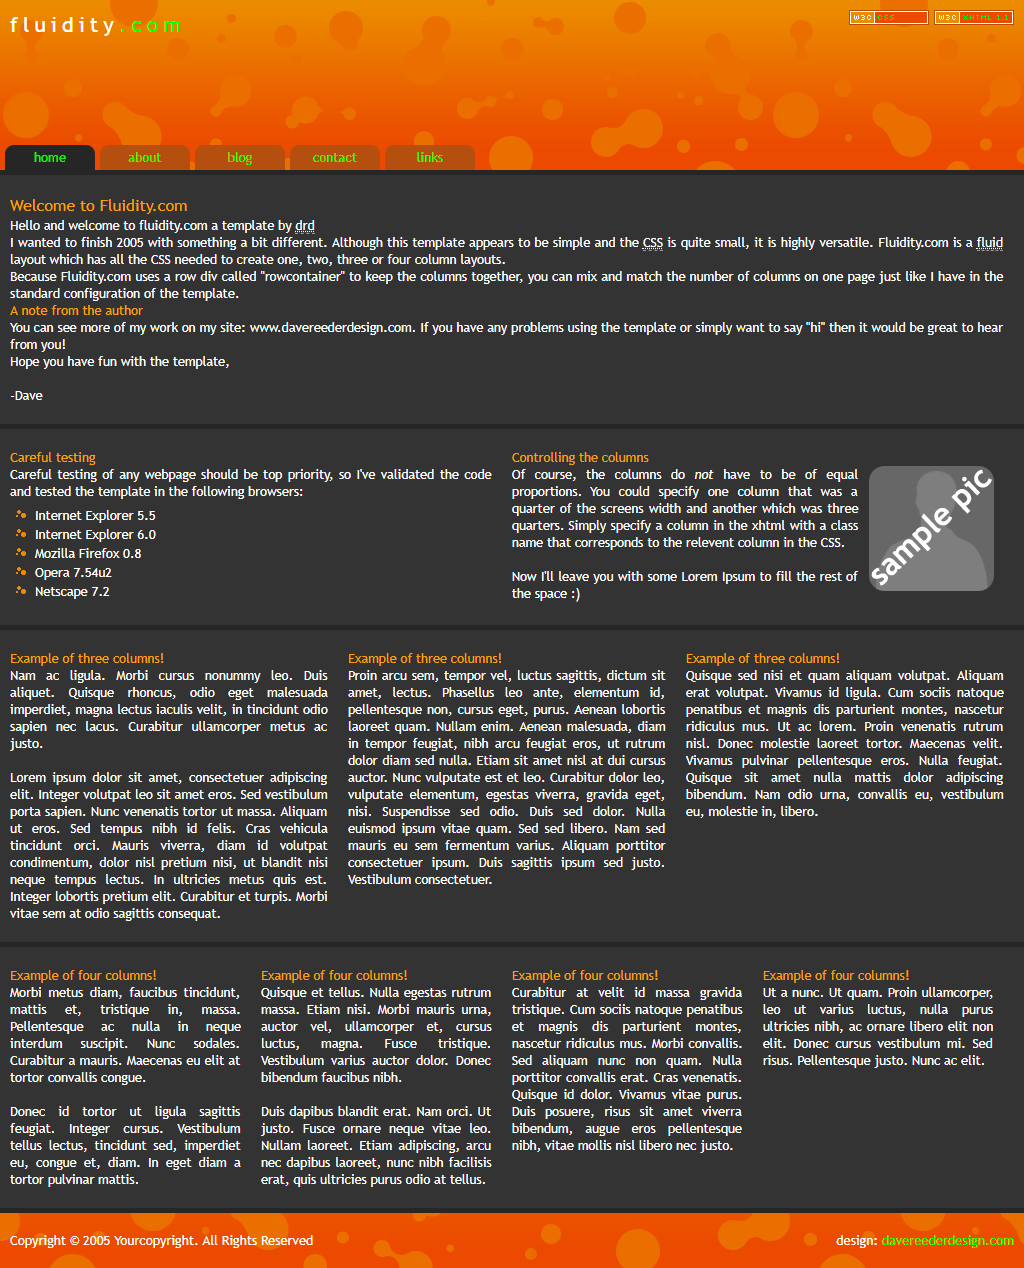 fluidity.com
W3C CSS W3C XHTML 1.1
home about blog contact links
Welcome to Fluidity.com
Hello and welcome to fluidity.com a template by drd
I wanted to finish 2005 with something a bit different. Although this template appears to be simple and the CSS is quite small, it is highly versatile. Fluidity.com is a fluid
layout which has all the CSS needed to create one, two, three or four column layouts.
Because Fluidity.com uses a row div called "rowcontainer" to keep the columns together, you can mix and match the number of columns on one page just like I have in the
standard configuration of the template.
A note from the author
You can see more of my work on my site: www.davereederdesign.com. If you have any problems using the template or simply want to say "hi" then it would be great to hear
from you!
Hope you have fun with the template,
-Dave
Careful testing
Careful testing of any webpage should be top priority, so I've validated the code
and tested the template in the following browsers:
Internet Explorer 5.5
Internet Explorer 6.0
Mozilla Firefox 0.8
Opera 7.54u2
Netscape 7.2
Controlling the columns
Of course, the columns do not have to be of equal
proportions. You could specify one column that was a
quarter of the screens width and another which was three
quarters. Simply specify a column in the xhtml with a class
name that corresponds to the relevent column in the CSS.
Now I'll leave you with some Lorem Ipsum to fill the rest of
the space :)
sample pic
Example of three columns!
Nam ac ligula. Morbi cursus nonummy leo. Duis
aliquet. Quisque rhoncus, odio eget malesuada
imperdiet, magna lectus iaculis velit, in tincidunt odio
sapien nec lacus. Curabitur ullamcorper metus ac
justo.
Lorem ipsum dolor sit amet, consectetuer adipiscing
elit. Integer volutpat leo sit amet eros. Sed vestibulum
porta sapien. Nunc venenatis tortor ut massa. Aliquam
ut eros. Sed tempus nibh id felis. Cras vehicula
tincidunt orci. Mauris viverra, diam id volutpat
condimentum, dolor nisl pretium nisi, ut blandit nisi
neque tempus lectus. In ultricies metus quis est.
Integer lobortis pretium elit. Curabitur et turpis. Morbi
vitae sem at odio sagittis consequat.
Example of three columns!
Proin arcu sem, tempor vel, luctus sagittis, dictum sit
amet, lectus. Phasellus leo ante, elementum id,
pellentesque non, cursus eget, purus. Aenean lobortis
laoreet quam. Nullam enim. Aenean malesuada, diam
in tempor feugiat, nibh arcu feugiat eros, ut rutrum
dolor diam sed nulla. Etiam sit amet nisl at dui cursus
auctor. Nunc vulputate est et leo. Curabitur dolor leo,
vulputate elementum, egestas viverra, gravida eget,
nisi. Suspendisse sed odio. Duis sed dolor. Nulla
euismod ipsum vitae quam. Sed sed libero. Nam sed
mauris eu sem fermentum varius. Aliquam porttitor
consectetuer ipsum. Duis sagittis ipsum sed justo.
Vestibulum consectetuer.
Example of three columns!
Quisque sed nisi et quam aliquam volutpat. Aliquam
erat volutpat. Vivamus id ligula. Cum sociis natoque
penatibus et magnis dis parturient montes, nascetur
ridiculus mus. Ut ac lorem. Proin venenatis rutrum
nisl. Donec molestie laoreet tortor. Maecenas velit.
Vivamus pulvinar pellentesque eros. Nulla feugiat.
Quisque sit amet nulla mattis dolor adipiscing
bibendum. Nam odio urna, convallis eu, vestibulum
eu, molestie in, libero.
Example of four columns!
Morbi metus diam, faucibus tincidunt,
mattis et, tristique in, massa.
Pellentesque ac nulla in neque
interdum suscipit. Nunc sodales.
Curabitur a mauris. Maecenas eu elit at
tortor convallis congue.
Donec id tortor ut ligula sagittis
feugiat. Integer cursus. Vestibulum
tellus lectus, tincidunt sed, imperdiet
eu, congue et, diam. In eget diam a
tortor pulvinar mattis.
Example of four columns!
Quisque et tellus. Nulla egestas rutrum
massa. Etiam nisi. Morbi mauris urna,
auctor vel, ullamcorper et, cursus
luctus, magna. Fusce tristique.
Vestibulum varius auctor dolor. Donec
bibendum faucibus nibh.
Duis dapibus blandit erat. Nam orci. Ut
justo. Fusce ornare neque vitae leo.
Nullam laoreet. Etiam adipiscing, arcu
nec dapibus laoreet, nunc nibh facilisis
erat, quis ultricies purus odio at tellus.
Example of four columns!
Curabitur at velit id massa gravida
tristique. Cum sociis natoque penatibus
et magnis dis parturient montes,
nascetur ridiculus mus. Morbi convallis.
Sed aliquam nunc non quam. Nulla
porttitor convallis erat. Cras venenatis.
Quisque id dolor. Vivamus vitae purus.
Duis posuere, risus sit amet viverra
bibendum, augue eros pellentesque
nibh, vitae mollis nisl libero nec justo.
Example of four columns!
Ut a nunc. Ut quam. Proin ullamcorper,
leo ut varius luctus, nulla purus
ultricies nibh, ac ornare libero elit non
elit. Donec cursus vestibulum mi. Sed
risus. Pellentesque justo. Nunc ac elit.
Copyright © 2005 Yourcopyright. All Rights Reserved
design: davereederdesign.com